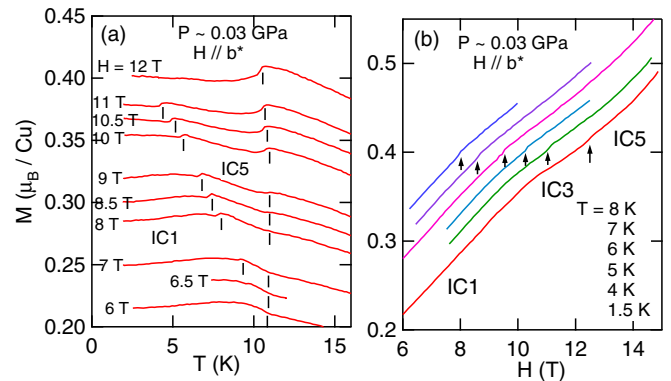 (a)
P ~ 0.03 GPa
H // b*
H = 12 T
11 T
10.5 T
10 T
9 T
8.5 T
8 T
7 T
6.5 T
6 T
IC5
IC1
0.40
0.35
0.30
0.25
0.20
M (μB / Cu)
0
5
10
15
T (K)
(b)
P ~ 0.03 GPa
H // b*
IC5
IC3
IC1
T = 8 K
7 K
6 K
5 K
4 K
1.5 K
0.5
0.4
0.3
0.2
6
8
10
12
14
H (T)